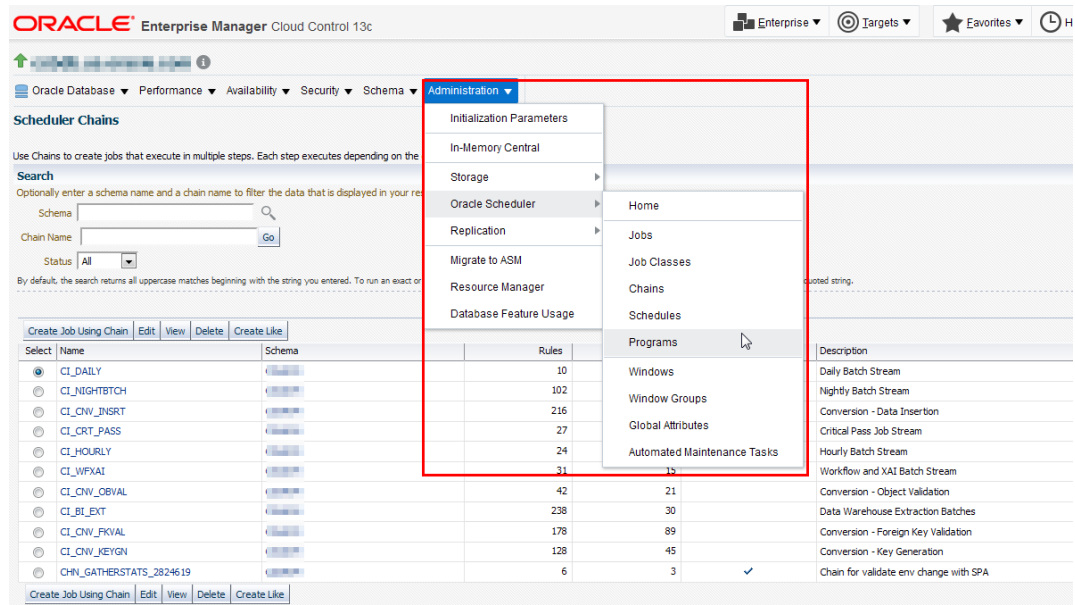 ORACLE Enterprise Manager Cloud Control 13c
Enterprise
Targets
Favorites
H
Oracle Database Performance Availability Security Schema Administration
Scheduler Chains
Use Chains to create jobs that execute in multiple steps. Each step executes depending on the
Search
Optionally enter a schema name and a chain name to filter the data that is displayed in your res
Schema
Chain Name
Go
Status All
By default, the search returns all uppercase matches beginning with the string you entered. To run an exact or
quoted string.
Initialization Parameters
In-Memory Central
Storage
Oracle Scheduler
Replication
Migrate to ASM
Resource Manager
Database Feature Usage
Home
Jobs
Job Classes
Chains
Schedules
Programs
Windows
Window Groups
Global Attributes
Automated Maintenance Tasks
Create Job Using Chain Edit View Delete Create Like
Select Name Schema Rules Description
CI_DAILY 10 Daily Batch Stream
CI_NIGHTBTCH 102 Nightly Batch Stream
CI_CNV_INSRT 216 Conversion - Data Insertion
CI_CRT_PASS 27 Critical Pass Job Stream
CI_HOURLY 24 Hourly Batch Stream
CI_WFXAI 31 15 Workflow and XAI Batch Stream
CI_CNV_OBVAL 42 21 Conversion - Object Validation
CI_BI_EXT 238 30 Data Warehouse Extraction Batches
CI_CNV_FKVAL 178 89 Conversion - Foreign Key Validation
CI_CNV_KEYGN 128 45 Conversion - Key Generation
CHN_GATHERSTATS_2824619 6 3 Chain for validate env change with SPA
Create Job Using Chain Edit View Delete Create Like